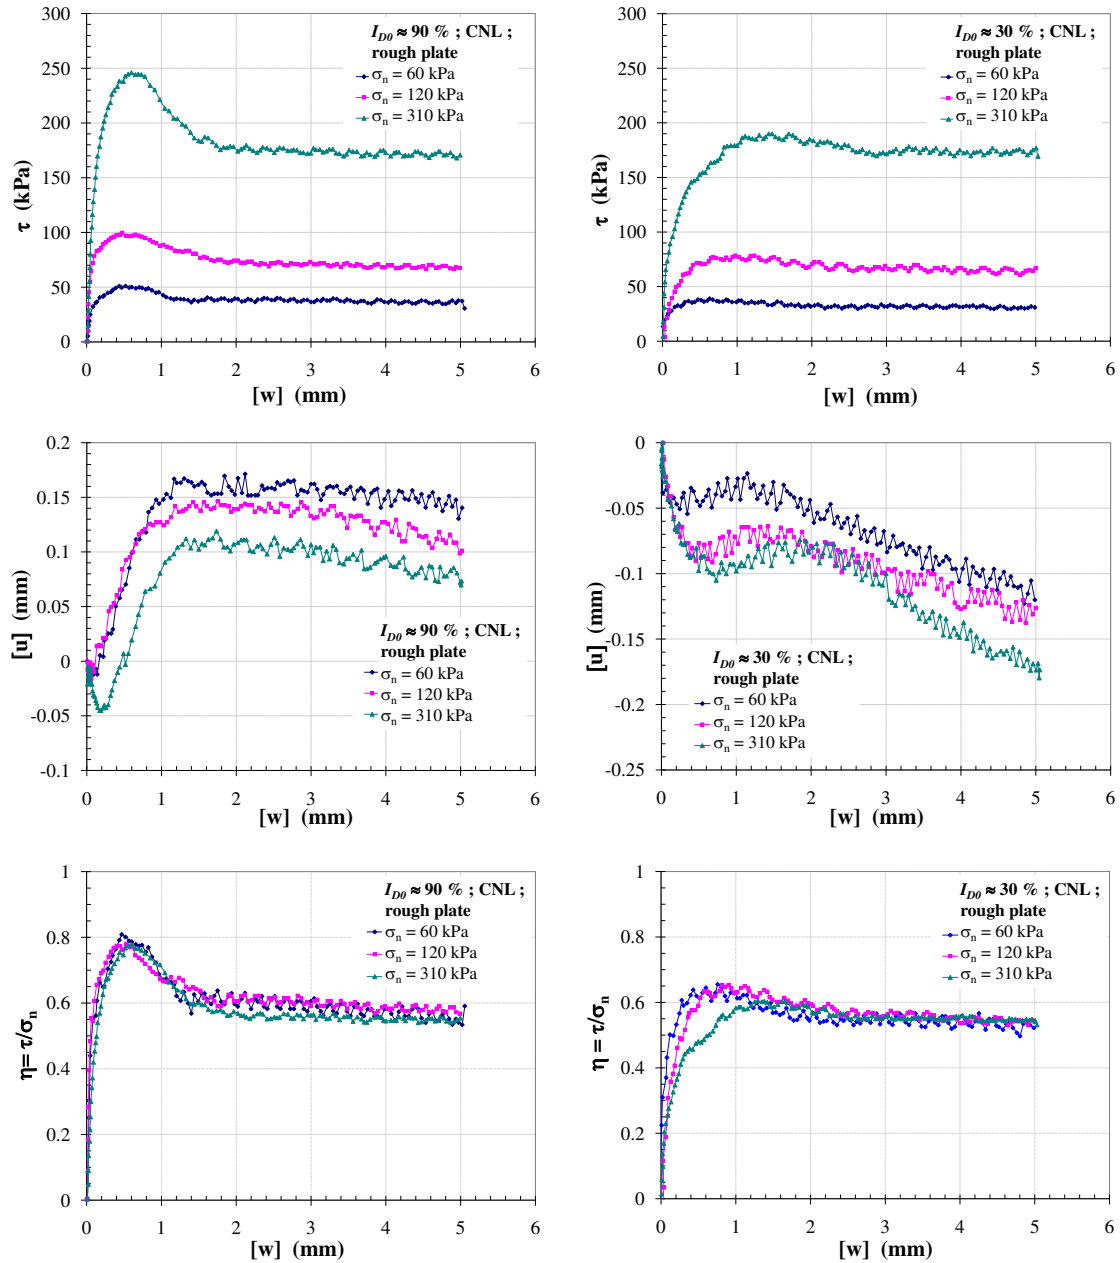 300
250
200
150
100
50
0
τ (kPa)
0 1 2 3 4 5 6
[w] (mm)
I_D0 ≈ 90 % ; CNL ;
rough plate
σn = 60 kPa
σn = 120 kPa
σn = 310 kPa
300
250
200
150
100
50
0
τ (kPa)
0 1 2 3 4 5 6
[w] (mm)
I_D0 ≈ 30 % ; CNL ;
rough plate
σn = 60 kPa
σn = 120 kPa
σn = 310 kPa
0.2
0.15
0.1
0.05
0
-0.05
-0.1
[u] (mm)
0 1 2 3 4 5 6
[w] (mm)
I_D0 ≈ 90 % ; CNL ;
rough plate
σn = 60 kPa
σn = 120 kPa
σn = 310 kPa
0
-0.05
-0.1
-0.15
-0.2
-0.25
[u] (mm)
0 1 2 3 4 5 6
[w] (mm)
I_D0 ≈ 30 % ; CNL ;
rough plate
σn = 60 kPa
σn = 120 kPa
σn = 310 kPa
1
0.8
0.6
0.4
0.2
0
η= τ/σn
0 1 2 3 4 5 6
[w] (mm)
I_D0 ≈ 90 % ; CNL ;
rough plate
σn = 60 kPa
σn = 120 kPa
σn = 310 kPa
1
0.8
0.6
0.4
0.2
0
η = τ/σn
0 1 2 3 4 5 6
[w] (mm)
I_D0 ≈ 30 % ; CNL ;
rough plate
σn = 60 kPa
σn = 120 kPa
σn = 310 kPa